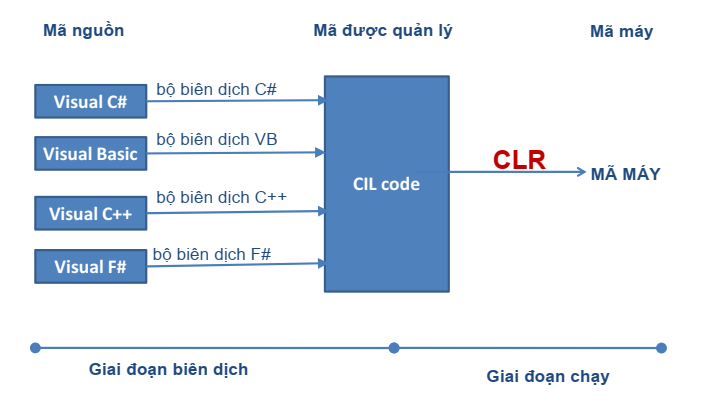 Mã nguồn
Mã được quản lý
Mã máy
Visual C#
bộ biên dịch C#
Visual Basic
bộ biên dịch VB
Visual C++
bộ biên dịch C++
Visual F#
bộ biên dịch F#
CIL code
CLR
MÃ MÁY
Giai đoạn biên dịch
Giai đoạn chạy